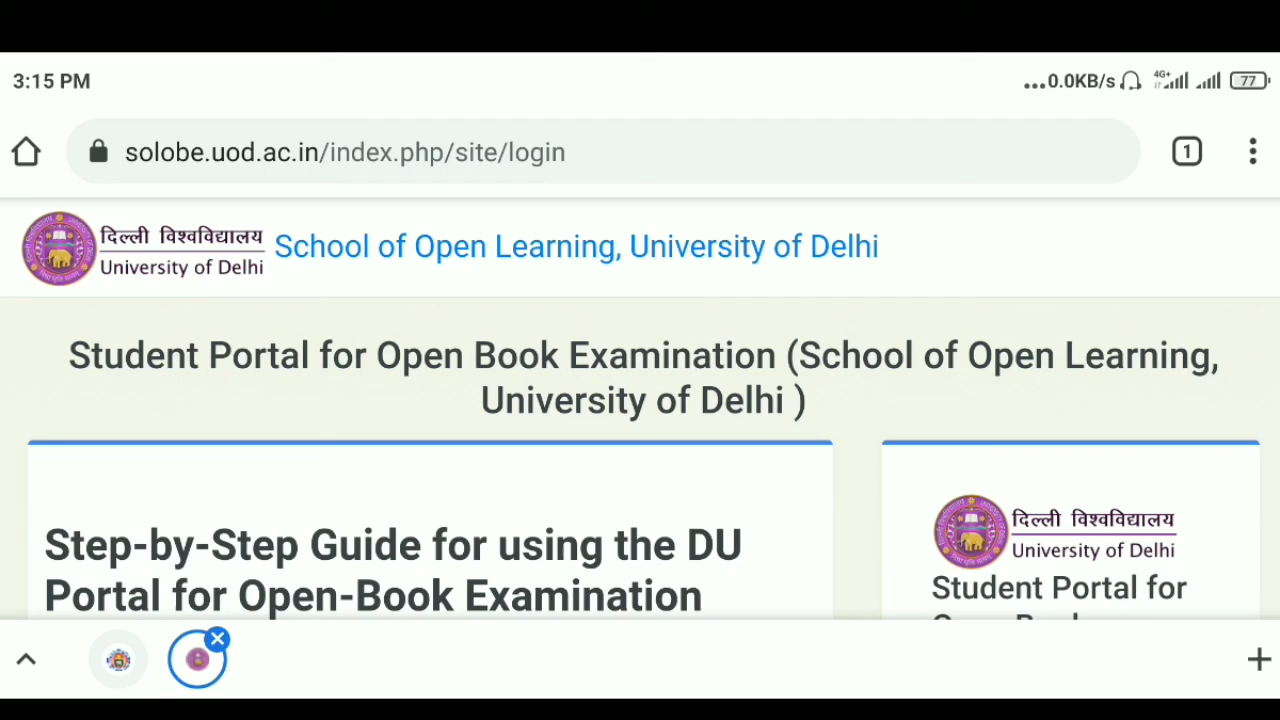 3:15 PM
...0.0KB/s 4G+ 77
solobe.uod.ac.in/index.php/site/login
1
दिल्ली विश्वविद्यालय
University of Delhi
School of Open Learning, University of Delhi
Student Portal for Open Book Examination (School of Open Learning,
University of Delhi )
Step-by-Step Guide for using the DU
Portal for Open-Book Examination
दिल्ली विश्वविद्यालय
University of Delhi
Student Portal for